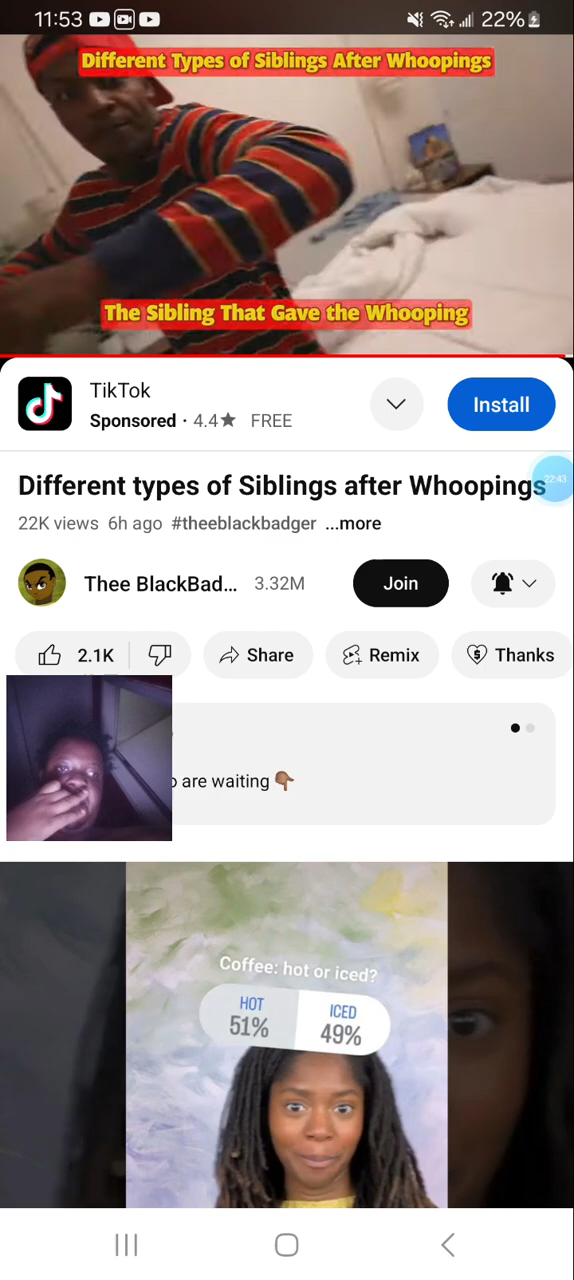 11:53 22%
Different Types of Siblings After Whoopings
The Sibling That Gave the Whooping
TikTok
Sponsored · 4.4★ FREE
Install
Different types of Siblings after Whoopings
22:43
22K views 6h ago #theeblackbadger ...more
Thee BlackBad... 3.32M
Join
2.1K Share Remix Thanks
are waiting 👇🏾
Coffee: hot or iced?
HOT ICED
51% 49%